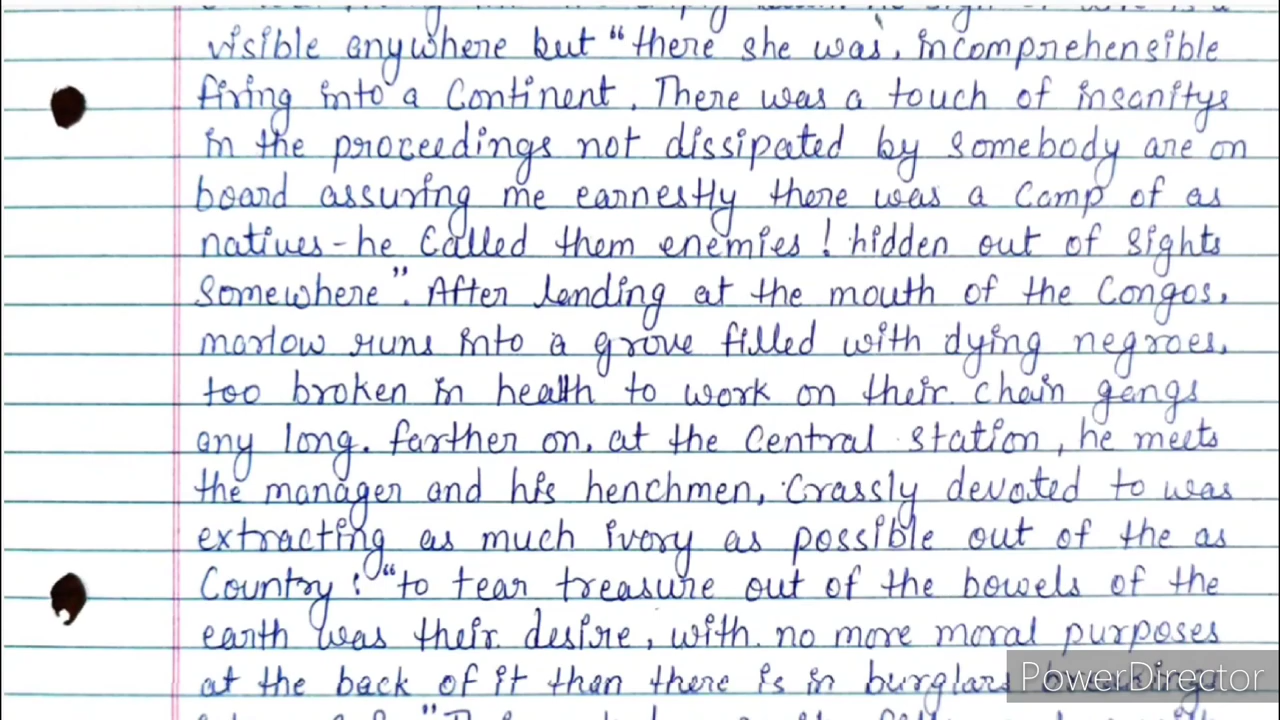 visible anywhere but "there she was, incomprehensible
firing into a Continent. There was a touch of insanitys
in the proceedings not dissipated by somebody are on
board assuring me earnestly there was a Camp of as
natives - he Called them enemies ! hidden out of sights
somewhere". After lending at the mouth of the Congos,
marlow runs into a grove filled with dying negroes,
too broken in health to work on their chain gangs
any long. farther on, at the Central station, he meets
the manager and his henchmen, Crassly devoted to was
extracting as much ivory as possible out of the as
Country : "to tear treasure out of the bowels of the
earth was their desire, with no more moral purposes
at the back of it than there is in burglars
PowerDirector